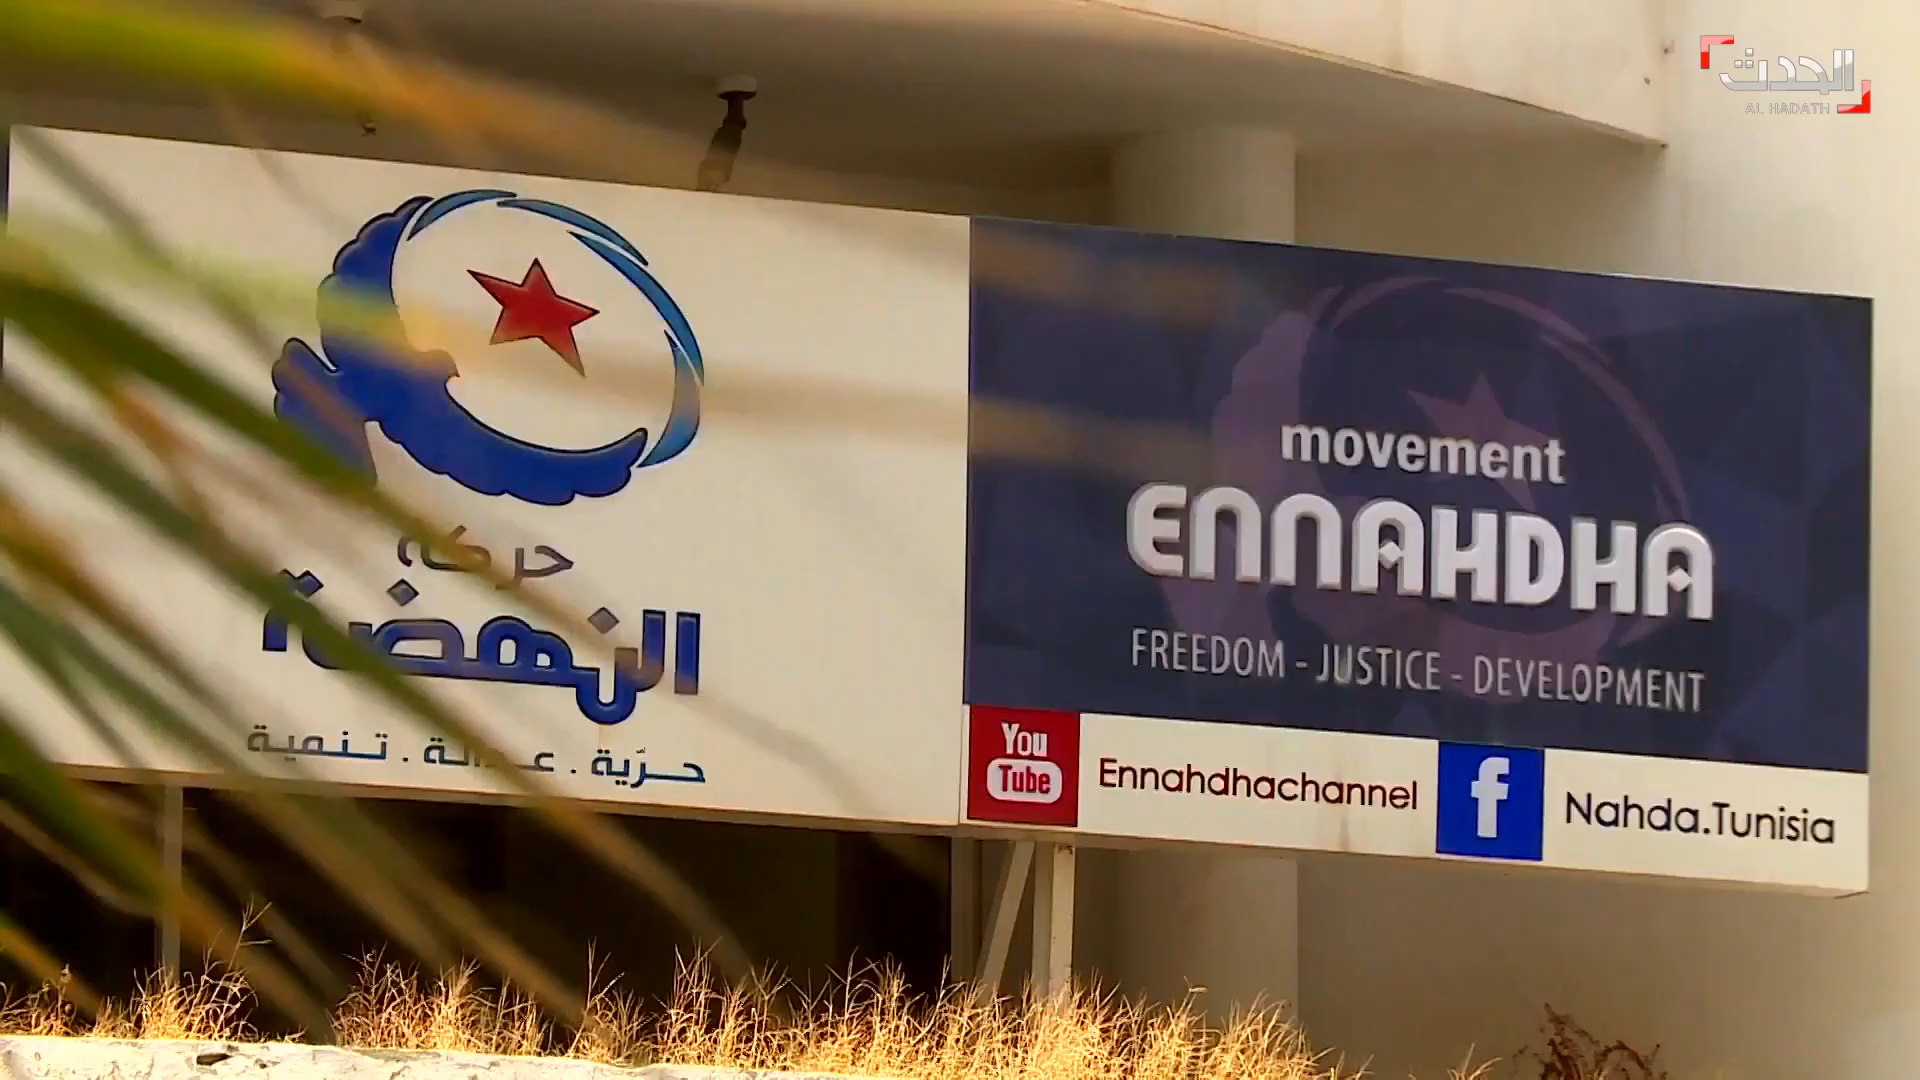 الحدث
AL HADATH
حركة
النهضة
حرّية . عدالة . تنمية
movement
ENNAHDHA
FREEDOM - JUSTICE - DEVELOPMENT
You
Tube
Ennahdhachannel
f
Nahda.Tunisia